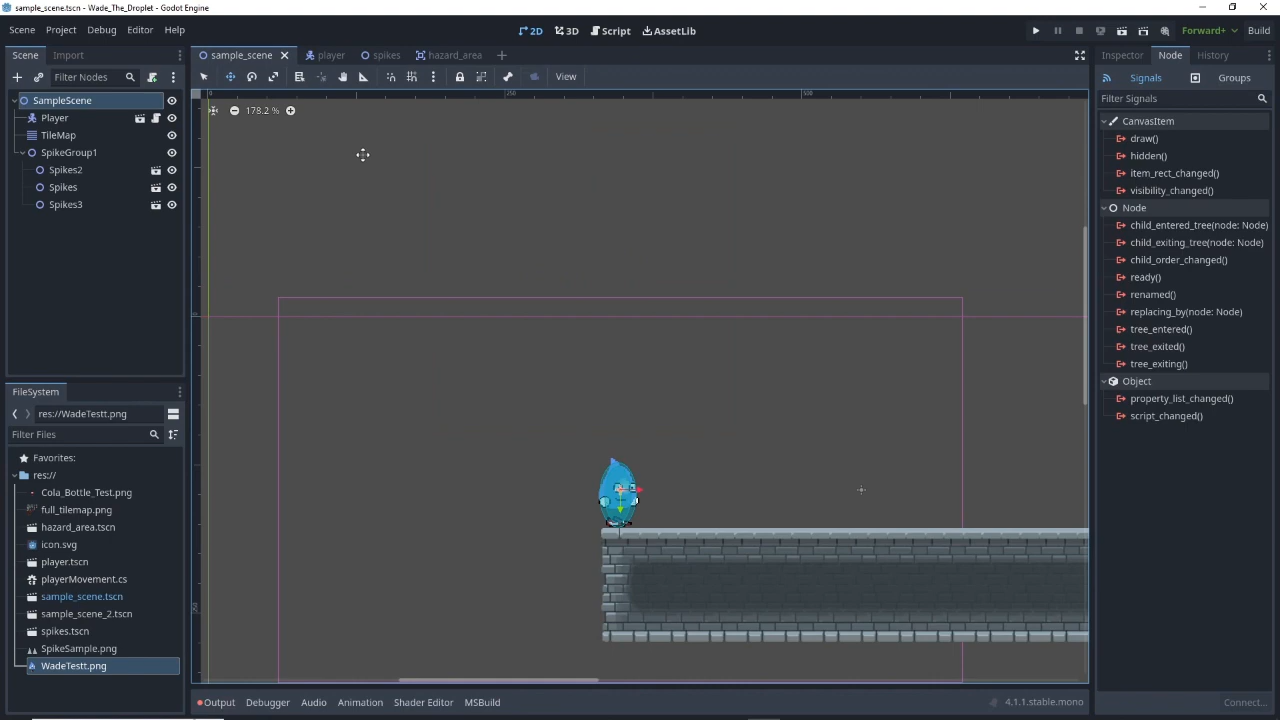 sample_scene.tscn - Wade_The_Droplet - Godot Engine
Scene Project Debug Editor Help
2D 3D Script AssetLib
Forward+ Build
Scene Import
sample_scene player spikes hazard_area
Inspector Node History
Filter Nodes
View
Signals Groups
Filter Signals
SampleScene
Player
TileMap
SpikeGroup1
Spikes2
Spikes
Spikes3
0 250 500
178.2 %
0
250
CanvasItem
draw()
hidden()
item_rect_changed()
visibility_changed()
Node
child_entered_tree(node: Node)
child_exiting_tree(node: Node)
child_order_changed()
ready()
renamed()
replacing_by(node: Node)
tree_entered()
tree_exited()
tree_exiting()
Object
property_list_changed()
script_changed()
FileSystem
res://WadeTestt.png
Filter Files
Favorites:
res://
Cola_Bottle_Test.png
full_tilemap.png
hazard_area.tscn
icon.svg
player.tscn
playerMovement.cs
sample_scene.tscn
sample_scene_2.tscn
spikes.tscn
SpikeSample.png
WadeTestt.png
Output Debugger Audio Animation Shader Editor MSBuild
4.1.1.stable.mono
Connect...